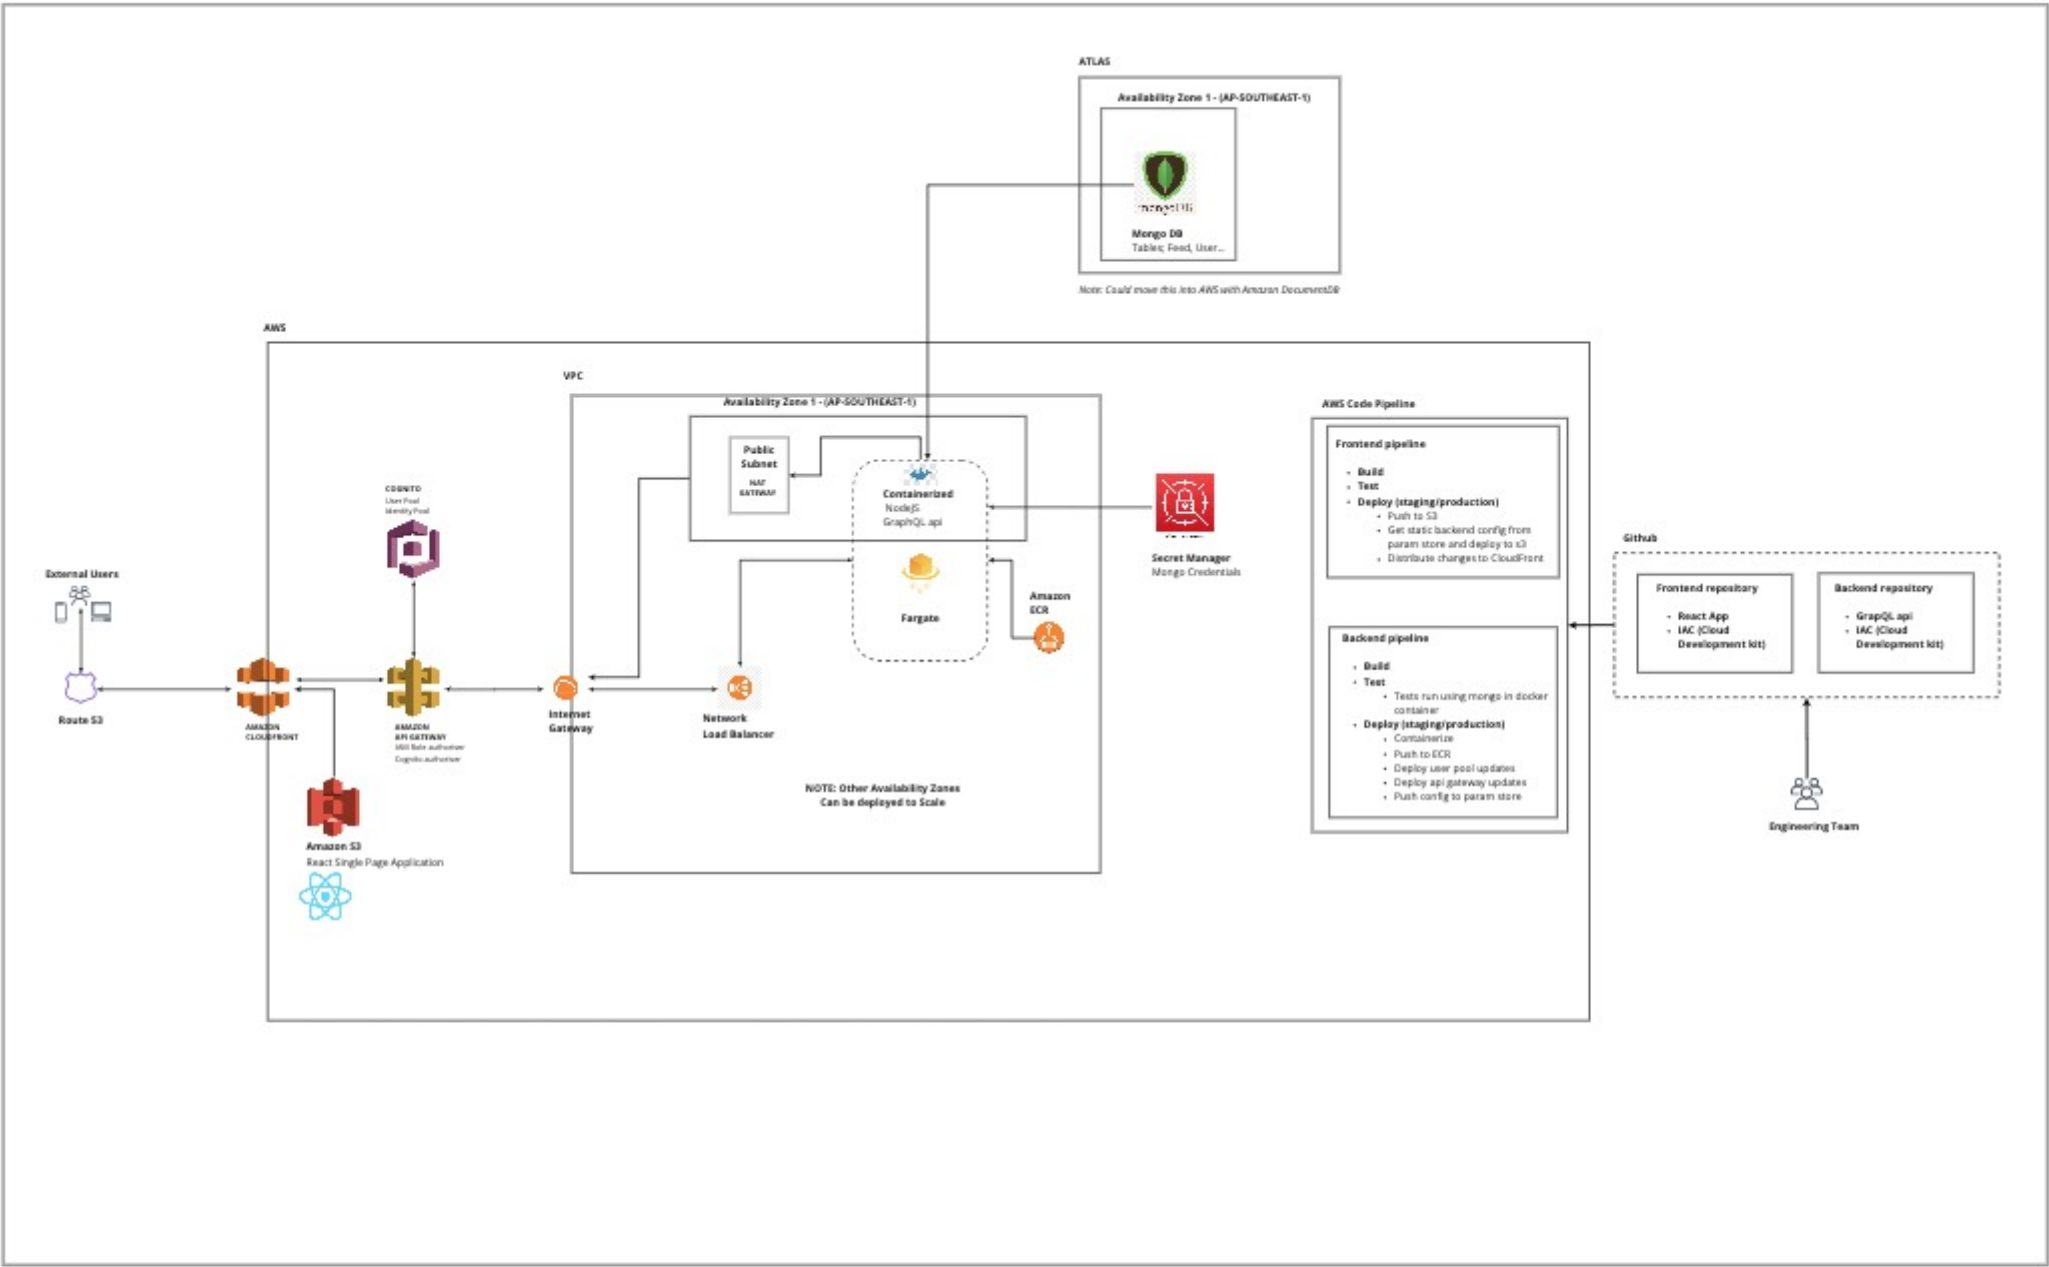 ATLAS
Availability Zone 1 - (AP-SOUTHEAST-1)
mongoDB
Mongo DB
Tables; Feed, User...
Note: Could move this into AWS with Amazon DocumentDB
AWS
VPC
Availability Zone 1 - (AP-SOUTHEAST-1)
Public
Subnet
NAT
GATEWAY
Containerized
NodeJS
GraphQL api
Fargate
Amazon
ECR
Secret Manager
Mongo Credentials
COGNITO
User Pool
Identity Pool
External Users
Route 53
AMAZON
CLOUDFRONT
AMAZON
API GATEWAY
IAM Role authoriser
Cognito authoriser
Internet
Gateway
Network
Load Balancer
NOTE: Other Availability Zones
Can be deployed to Scale
Amazon S3
React Single Page Application
AWS Code Pipeline
Frontend pipeline
Build
Test
Deploy (staging/production)
Push to S3
Get static backend config from
param store and deploy to s3
Distribute changes to CloudFront
Backend pipeline
Build
Test
Tests run using mongo in docker
container
Deploy (staging/production)
Containerize
Push to ECR
Deploy user pool updates
Deploy api gateway updates
Push config to param store
Github
Frontend repository
React App
IAC (Cloud
Development kit)
Backend repository
GrapQL api
IAC (Cloud
Development kit)
Engineering Team